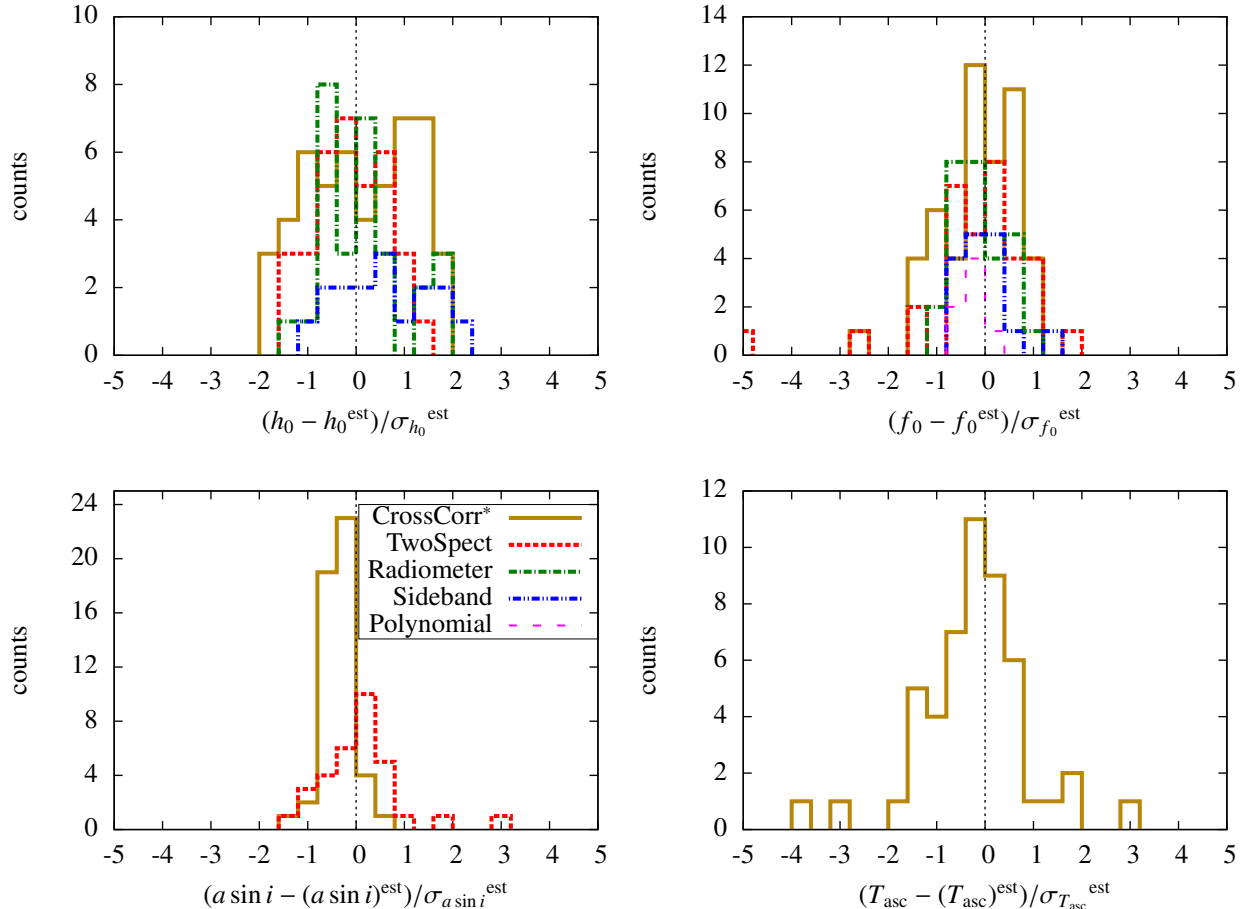 10
8
6
4
2
0
counts
-5 -4 -3 -2 -1 0 1 2 3 4 5
(h₀ − h₀^est)/σ_h₀^est
14
12
10
8
6
4
2
0
counts
-5 -4 -3 -2 -1 0 1 2 3 4 5
(f₀ − f₀^est)/σ_f₀^est
24
20
16
12
8
4
0
counts
CrossCorr*
TwoSpect
Radiometer
Sideband
Polynomial
-5 -4 -3 -2 -1 0 1 2 3 4 5
(a sin i − (a sin i)^est)/σ_a sin i^est
12
10
8
6
4
2
0
counts
-5 -4 -3 -2 -1 0 1 2 3 4 5
(T_asc − (T_asc)^est)/σ_T_asc^est